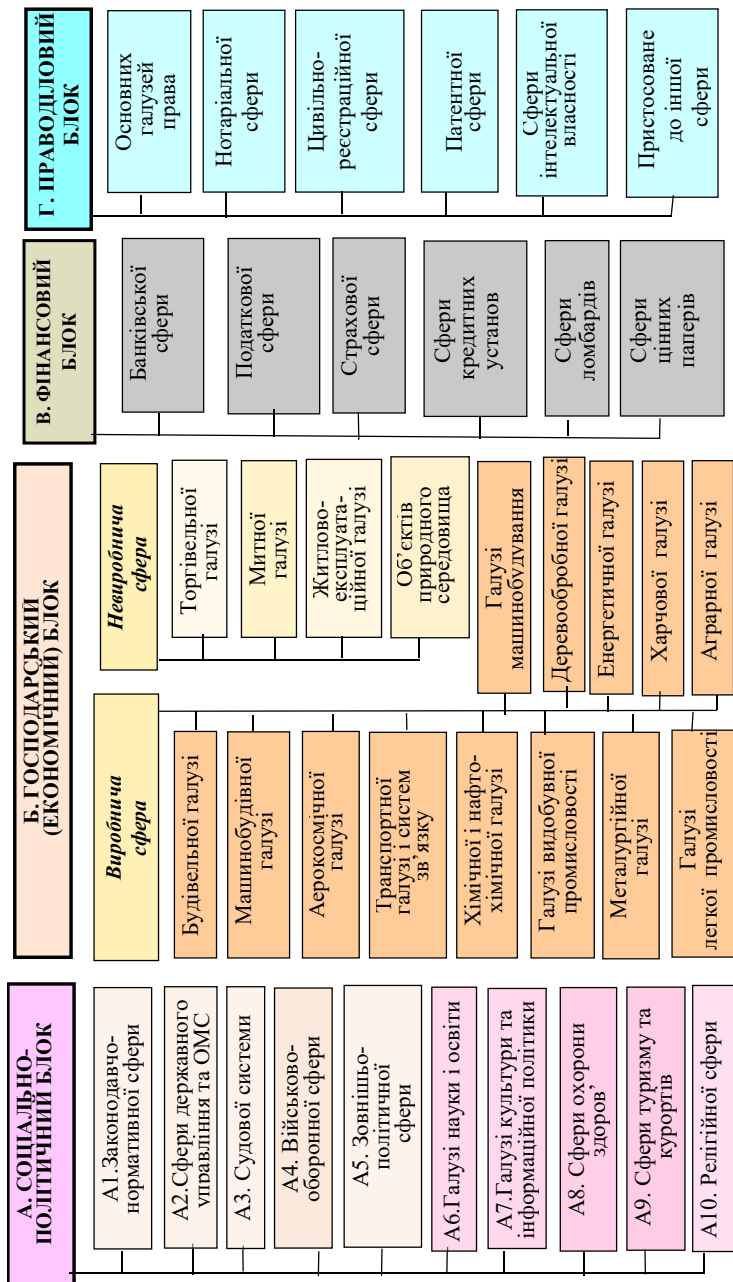 А. СОЦІАЛЬНО-
ПОЛІТИЧНИЙ БЛОК
А1.Законодавчо-
нормативної сфери
А2.Сфери державного
управління та ОМС
А3. Судової системи
А4. Військово-
оборонної сфери
А5. Зовнішньо-
політичної
сфери
А6.Галузі науки і освіти
А7.Галузі культури та
інформаційної політики
А8. Сфери охорони
здоров’
А9. Сфери туризму та
курортів
А10. Релігійної сфери
Б. ГОСПОДАРСЬКИЙ
(ЕКОНОМІЧНИЙ) БЛОК
Виробнича
сфера
Будівельної галузі
Машинобудівної
галузі
Аерокосмічної
галузі
Транспортної
галузі і систем
зв’язку
Хімічної і нафто-
хімічної галузі
Галузі видобувної
промисловості
Металургійної
галузі
Галузі
легкої промисловості
Невиробнича
сфера
Торгівельної
галузі
Митної
галузі
Житлово-
експлуата-
ційної галузі
Об’єктів
природного
середовища
Галузі
машинобудування
Деревообробної галузі
Енергетичної галузі
Харчової галузі
Аграрної галузі
В. ФІНАНСОВИЙ
БЛОК
Банківської
сфери
Податкової
сфери
Страхової
сфери
Сфери
кредитних
установ
Сфери
ломбардів
Сфери
цінних
паперів
Г. ПРАВОДІЛОВИЙ
БЛОК
Основних
галузей
права
Нотаріальної
сфери
Цивільно-
реєстраційної
сфери
Патентної
сфери
Сфери
інтелектуальної
власності
Пристосоване
до іншої
сфери